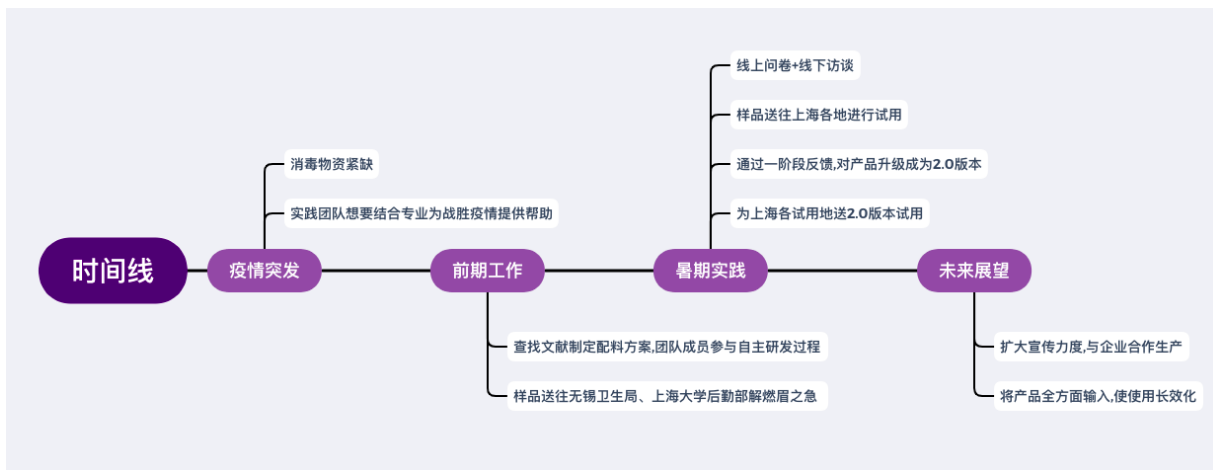 时间线
疫情突发
消毒物资紧缺
实践团队想要结合专业为战胜疫情提供帮助
前期工作
查找文献制定配料方案,团队成员参与自主研发过程
样品送往无锡卫生局、上海大学后勤部解燃眉之急
暑期实践
线上问卷+线下访谈
样品送往上海各地进行试用
通过一阶段反馈,对产品升级成为2.0版本
为上海各试用地送2.0版本试用
未来展望
扩大宣传力度,与企业合作生产
将产品全方面输入,使使用长效化